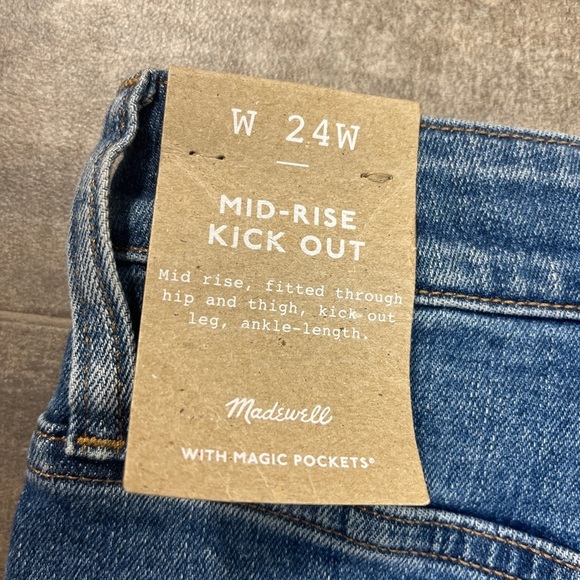 W 24W
MID-RISE
KICK OUT
Mid rise, fitted through
hip and thigh, kick out
leg, ankle-length.
Madewell
WITH MAGIC POCKETS®